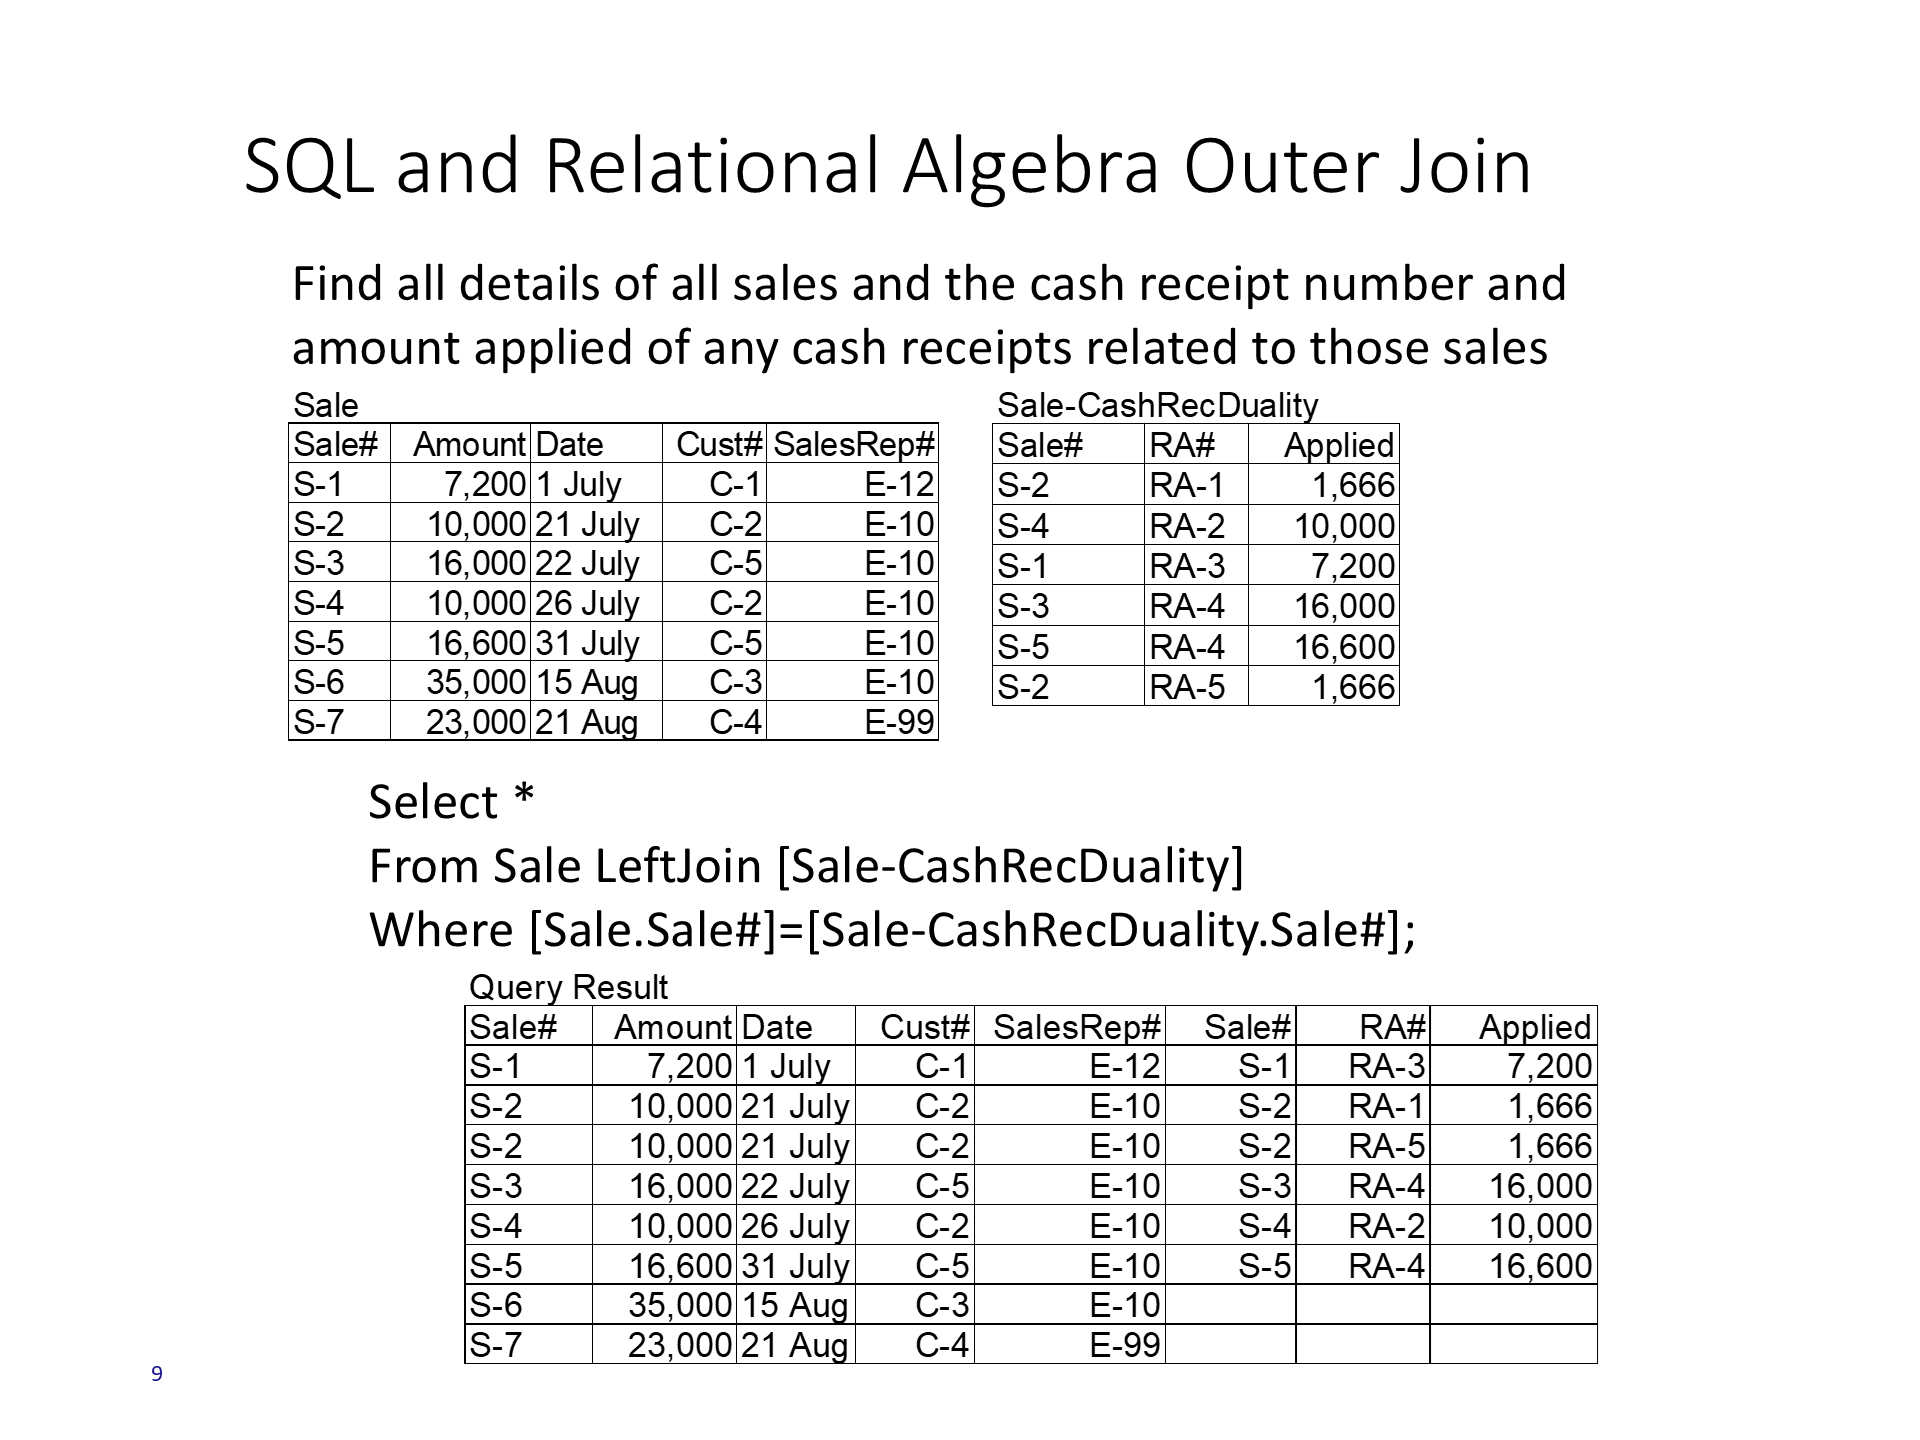 SQL and Relational Algebra Outer Join
Find all details of all sales and the cash receipt number and
amount applied of any cash receipts related to those sales
Sale
Sale# Amount Date Cust# SalesRep#
S-1 7,200 1 July C-1 E-12
S-2 10,000 21 July C-2 E-10
S-3 16,000 22 July C-5 E-10
S-4 10,000 26 July C-2 E-10
S-5 16,600 31 July C-5 E-10
S-6 35,000 15 Aug C-3 E-10
S-7 23,000 21 Aug C-4 E-99
Sale-CashRecDuality
Sale# RA# Applied
S-2 RA-1 1,666
S-4 RA-2 10,000
S-1 RA-3 7,200
S-3 RA-4 16,000
S-5 RA-4 16,600
S-2 RA-5 1,666
Select *
From Sale LeftJoin [Sale-CashRecDuality]
Where [Sale.Sale#]=[Sale-CashRecDuality.Sale#];
Query Result
Sale# Amount Date Cust# SalesRep# Sale# RA# Applied
S-1 7,200 1 July C-1 E-12 S-1 RA-3 7,200
S-2 10,000 21 July C-2 E-10 S-2 RA-1 1,666
S-2 10,000 21 July C-2 E-10 S-2 RA-5 1,666
S-3 16,000 22 July C-5 E-10 S-3 RA-4 16,000
S-4 10,000 26 July C-2 E-10 S-4 RA-2 10,000
S-5 16,600 31 July C-5 E-10 S-5 RA-4 16,600
S-6 35,000 15 Aug C-3 E-10
S-7 23,000 21 Aug C-4 E-99
9